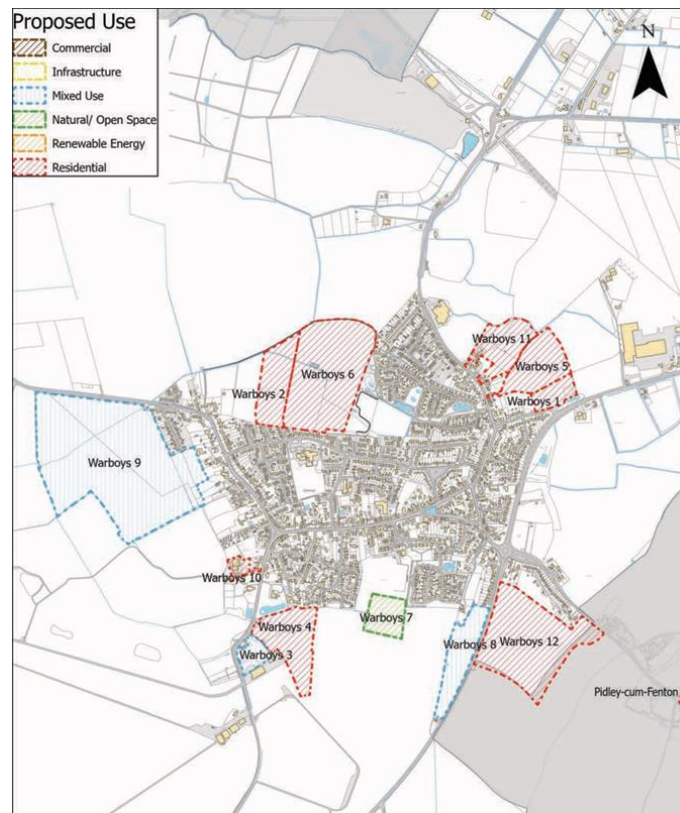 Proposed Use
Commercial
Infrastructure
Mixed Use
Natural/ Open Space
Renewable Energy
Residential
N
Warboys 11
Warboys 5
Warboys 6
Warboys 2
Warboys 1
Warboys 9
Warboys 10
Warboys 7
Warboys 4
Warboys 8
Warboys 12
Warboys 3
Pidley-cum-Fenton